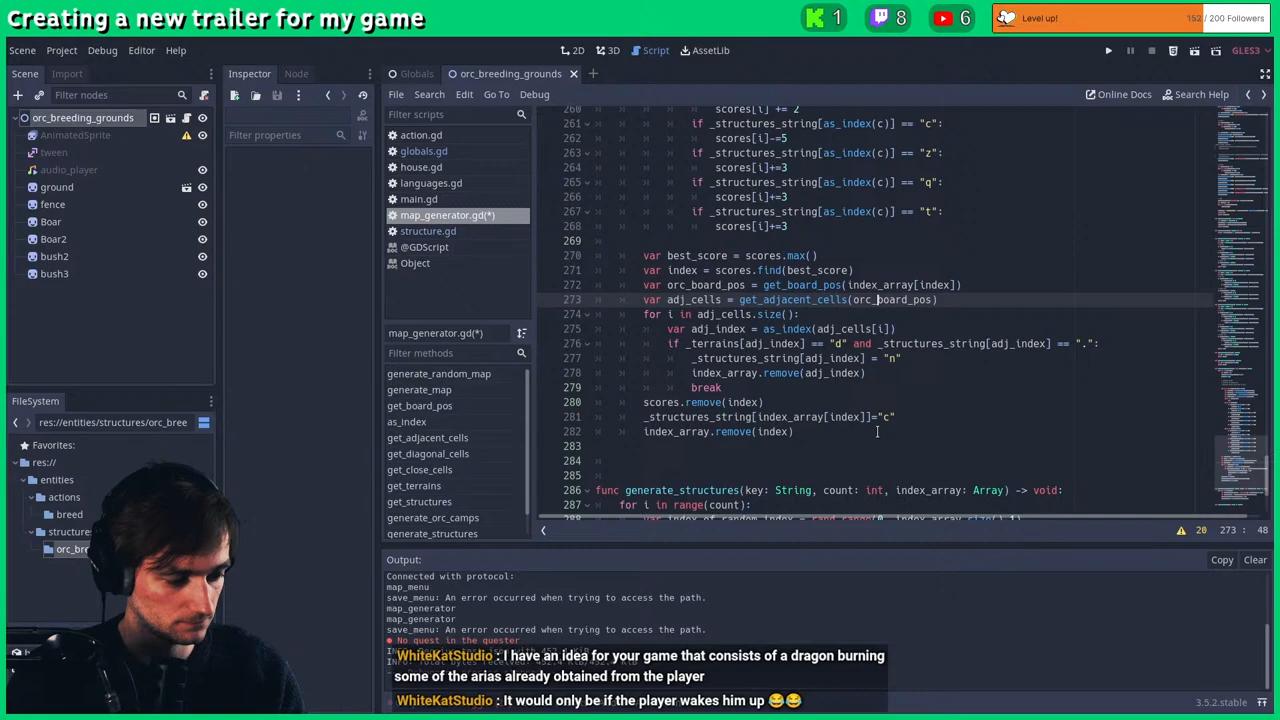 Creating a new trailer for my game
1
8
6
Level up!
152 / 200 Followers
Scene Project Debug Editor Help
2D 3D Script AssetLib
GLES3
Scene Import
Inspector Node
Globals
orc_breeding_grounds
Filter nodes
File Search Edit Go To Debug
Online Docs Search Help
orc_breeding_grounds
AnimatedSprite
tween
audio_player
ground
fence
Boar
Boar2
bush2
bush3
Filter properties
Filter scripts
action.gd
globals.gd
house.gd
languages.gd
main.gd
map_generator.gd(*)
structure.gd
@GDScript
Object
map_generator.gd(*)
Filter methods
generate_random_map
generate_map
get_board_pos
as_index
get_adjacent_cells
get_diagonal_cells
get_close_cells
get_terrains
get_structures
generate_orc_camps
generate_structures
260 scores[i] += 2
261 if _structures_string[as_index(c)] == "c":
262 scores[i]-=5
263 if _structures_string[as_index(c)] == "z":
264 scores[i]+=3
265 if _structures_string[as_index(c)] == "q":
266 scores[i]+=3
267 if _structures_string[as_index(c)] == "t":
268 scores[i]+=3
269
270 var best_score = scores.max()
271 var index = scores.find(best_score)
272 var orc_board_pos = get_board_pos(index_array[index])
273 var adj_cells = get_adjacent_cells(orc_board_pos)
274 for i in adj_cells.size():
275 var adj_index = as_index(adj_cells[i])
276 if _terrains[adj_index] == "d" and _structures_string[adj_index] == ".":
277 _structures_string[adj_index] = "n"
278 index_array.remove(adj_index)
279 break
280 scores.remove(index)
281 _structures_string[index_array[index]]="c"
282 index_array.remove(index)
283
284
285
286 func generate_structures(key: String, count: int, index_array: Array) -> void:
287 for i in range(count):
20 273 : 48
FileSystem
res://entities/structures/orc_bree
Favorites:
res://
entities
actions
breed
Output:
Copy Clear
Connected with protocol:
map_menu
save_menu: An error occurred when trying to access the path.
map_generator
map_generator
save_menu: An error occurred when trying to access the path.
No quest in the quester
WhiteKatStudio : I have an idea for your game that consists of a dragon burning
some of the arias already obtained from the player
WhiteKatStudio : It would only be if the player wakes him up 😂😂
3.5.2.stable